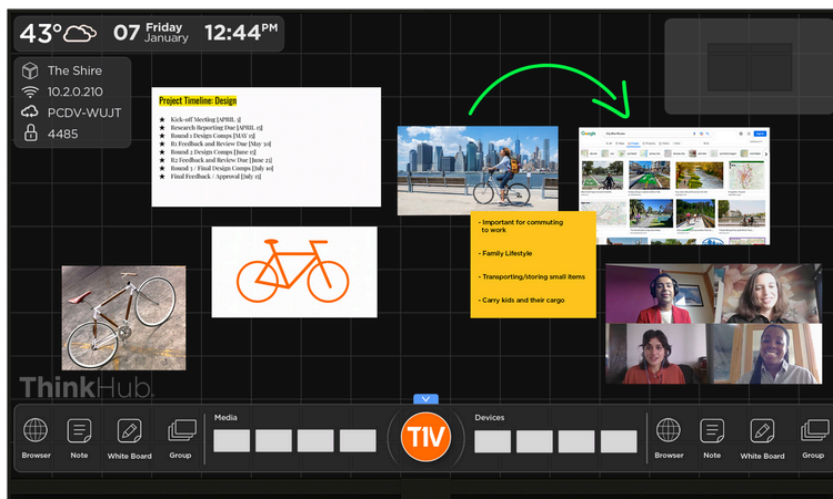 43°
07 Friday
January
12:44PM
The Shire
10.2.0.210
PCDV-WUJT
4485
Project Timeline: Design
★ Kick-off Meeting [APRIL 3]
★ Research Reporting Due [APRIL 15]
★ Round 1 Design Comps [MAY 15]
★ R1 Feedback and Review Due [May 30]
★ Round 2 Design Comps [June 15]
★ R2 Feedback and Review Due [June 25]
★ Round 3 / Final Design Comps [July 10]
★ Final Feedback / Approval [July 15]
Google
- Important for commuting
to work
- Family Lifestyle
- Transporting/storing small items
- Carry kids and their cargo
ThinkHub.
Browser
Note
White Board
Group
Media
T1V
Devices
Browser
Note
White Board
Group